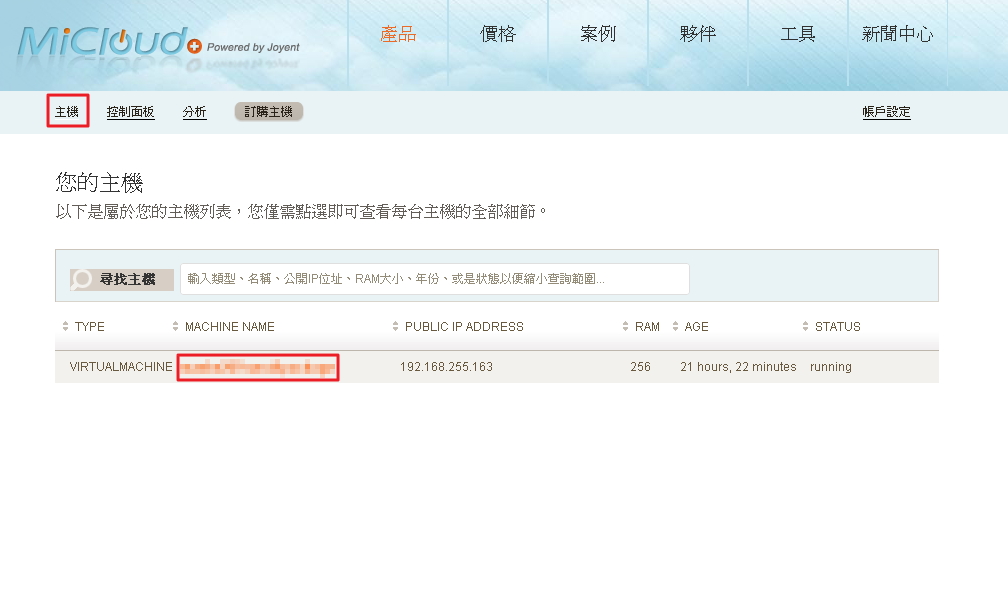 MiCloud Powered by Joyent 產品 價格 案例 夥伴 工具 新聞中心
主機 控制面板 分析 訂購主機 帳戶設定
您的主機
以下是屬於您的主機列表，您僅需點選即可查看每台主機的全部細節。
尋找主機 輸入類型、名稱、公開IP位址、RAM大小、年份、或是狀態以便縮小查詢範圍...
TYPE MACHINE NAME PUBLIC IP ADDRESS RAM AGE STATUS
VIRTUALMACHINE 192.168.255.163 256 21 hours, 22 minutes running